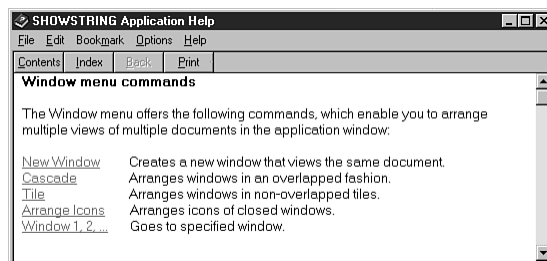 SHOWSTRING Application Help
File Edit Bookmark Options Help
Contents Index Back Print
Window menu commands
The Window menu offers the following commands, which enable you to arrange
multiple views of multiple documents in the application window:
New Window Creates a new window that views the same document.
Cascade Arranges windows in an overlapped fashion.
Tile Arranges windows in non-overlapped tiles.
Arrange Icons Arranges icons of closed windows.
Window 1, 2, ... Goes to specified window.